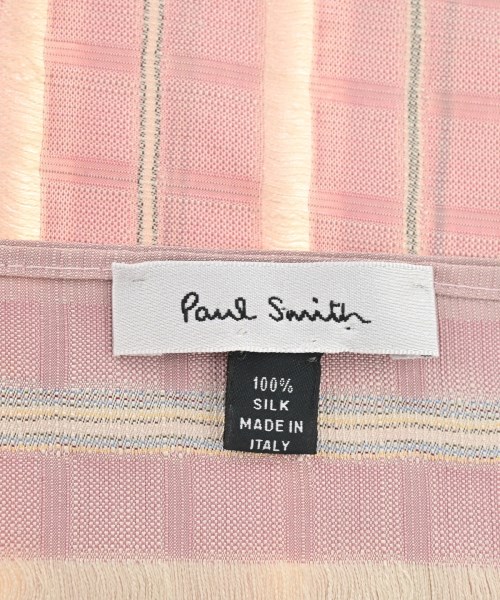 Paul Smith
100%
SILK
MADE IN
ITALY